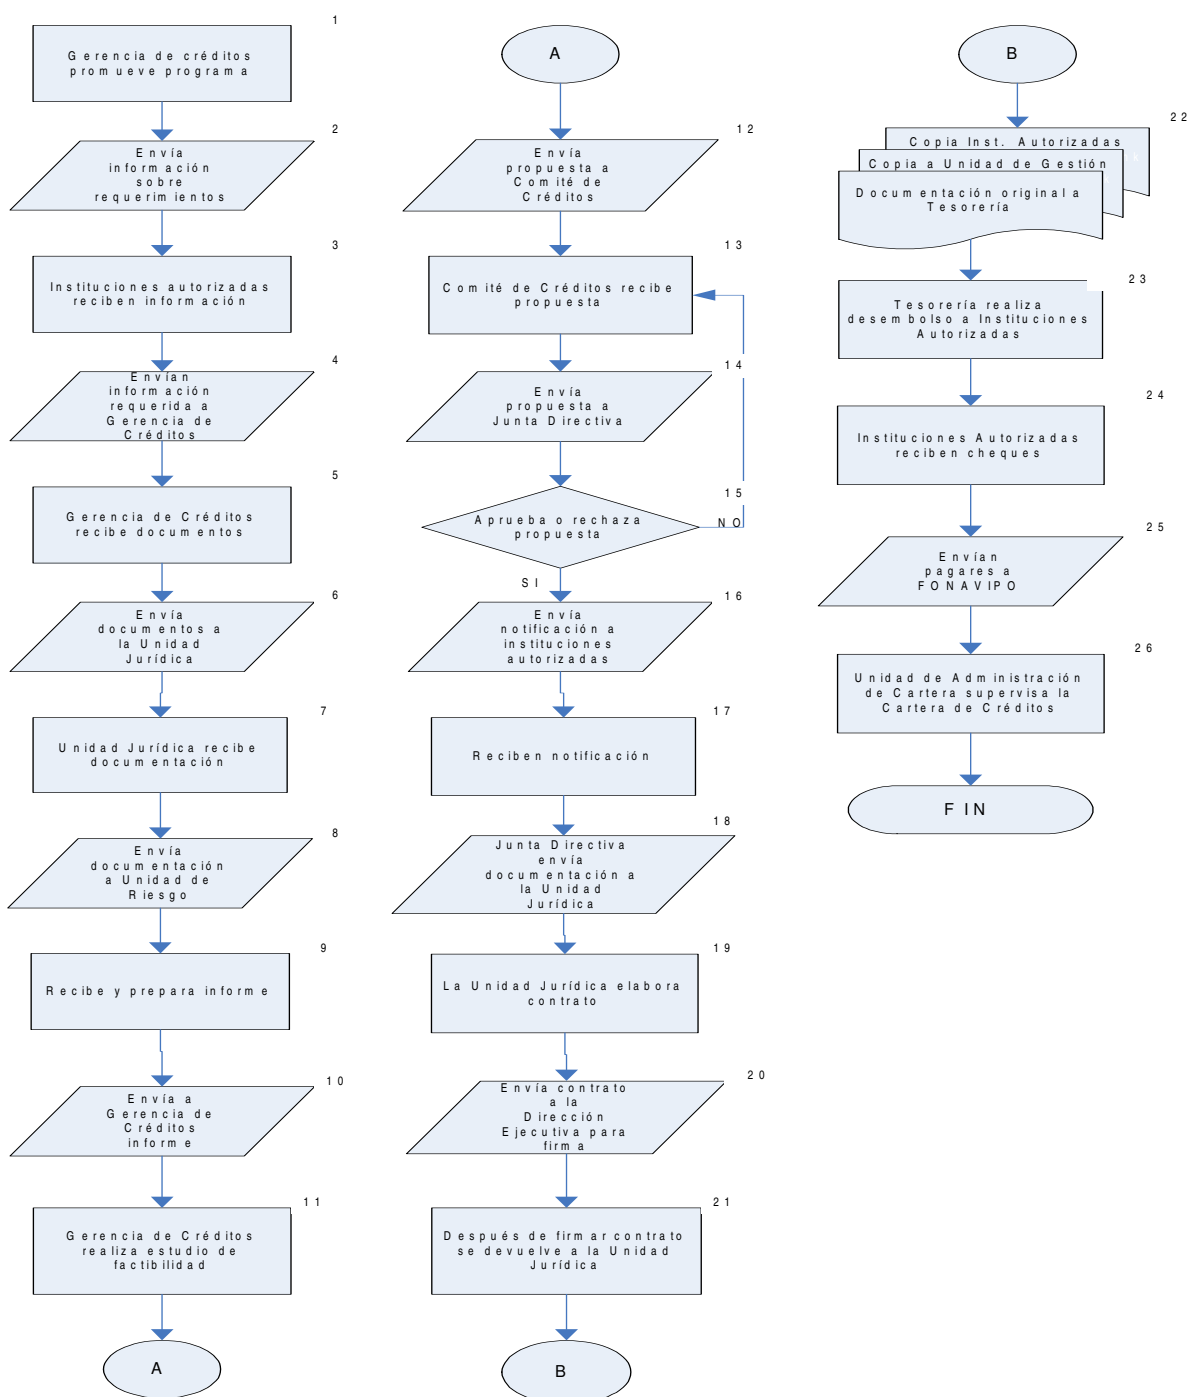 1
Gerencia de créditos
promueve programa
2
Envía
información
sobre
requerimientos
3
Instituciones autorizadas
reciben información
4
Envían
información
requerida a
Gerencia de
Créditos
5
Gerencia de Créditos
recibe documentos
6
Envía
documentos a
la Unidad
Jurídica
7
Unidad Jurídica recibe
documentación
8
Envía
documentación
a Unidad de
Riesgo
9
Recibe y prepara informe
10
Envía a
Gerencia de
Créditos
informe
11
Gerencia de Créditos
realiza estudio de
factibilidad
A
A
12
Envía
propuesta a
Comité de
Créditos
13
Comité de Créditos recibe
propuesta
14
Envía
propuesta a
Junta Directiva
15
Aprueba o rechaza
propuesta
NO
SI
16
Envía
notificación a
instituciones
autorizadas
17
Reciben notificación
18
Junta Directiva
envía
documentación a
la Unidad
Jurídica
19
La Unidad Jurídica elabora
contrato
20
Envía contrato
a la
Dirección
Ejecutiva para
firma
21
Después de firmar contrato
se devuelve a la Unidad
Jurídica
B
B
22
Copia Inst. Autorizadas
Copia a Unidad de Gestión
Documentación original a
Tesorería
23
Tesorería realiza
desembolso a Instituciones
Autorizadas
24
Instituciones Autorizadas
reciben cheques
25
Envían
pagares a
FONAVIPO
26
Unidad de Administración
de Cartera supervisa la
Cartera de Créditos
FIN